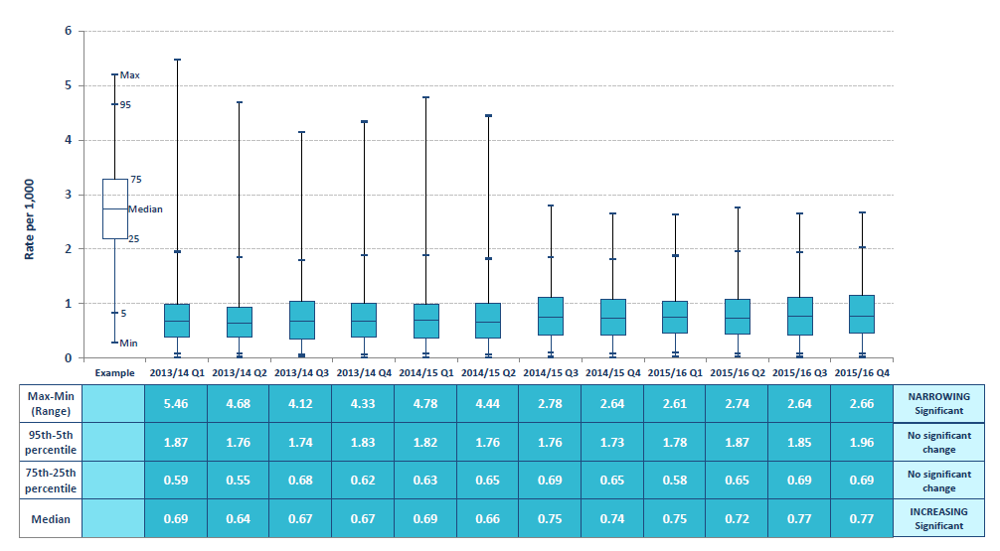 6
5
4
3
2
1
0
Rate per 1,000
Max
95
75
Median
25
5
Min
Example 2013/14 Q1 2013/14 Q2 2013/14 Q3 2013/14 Q4 2014/15 Q1 2014/15 Q2 2014/15 Q3 2014/15 Q4 2015/16 Q1 2015/16 Q2 2015/16 Q3 2015/16 Q4
Max-Min
(Range)
5.46 4.68 4.12 4.33 4.78 4.44 2.78 2.64 2.61 2.74 2.64 2.66
NARROWING
Significant
95th-5th
percentile
1.87 1.76 1.74 1.83 1.82 1.76 1.76 1.73 1.78 1.87 1.85 1.96
No significant
change
75th-25th
percentile
0.59 0.55 0.68 0.62 0.63 0.65 0.69 0.65 0.58 0.65 0.69 0.69
No significant
change
Median
0.69 0.64 0.67 0.67 0.69 0.66 0.75 0.74 0.75 0.72 0.77 0.77
INCREASING
Significant